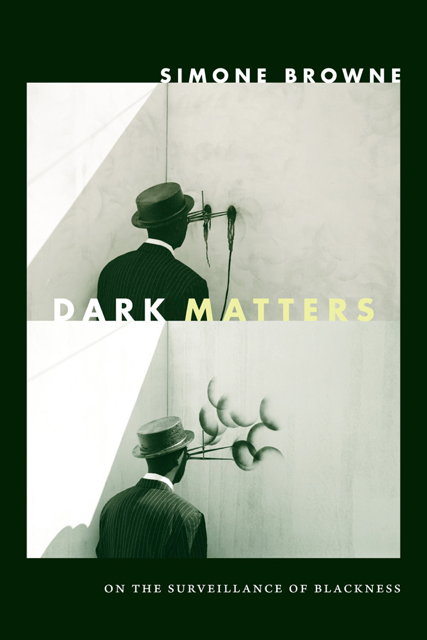 SIMONE BROWNE
DARK MATTERS
ON THE SURVEILLANCE OF BLACKNESS